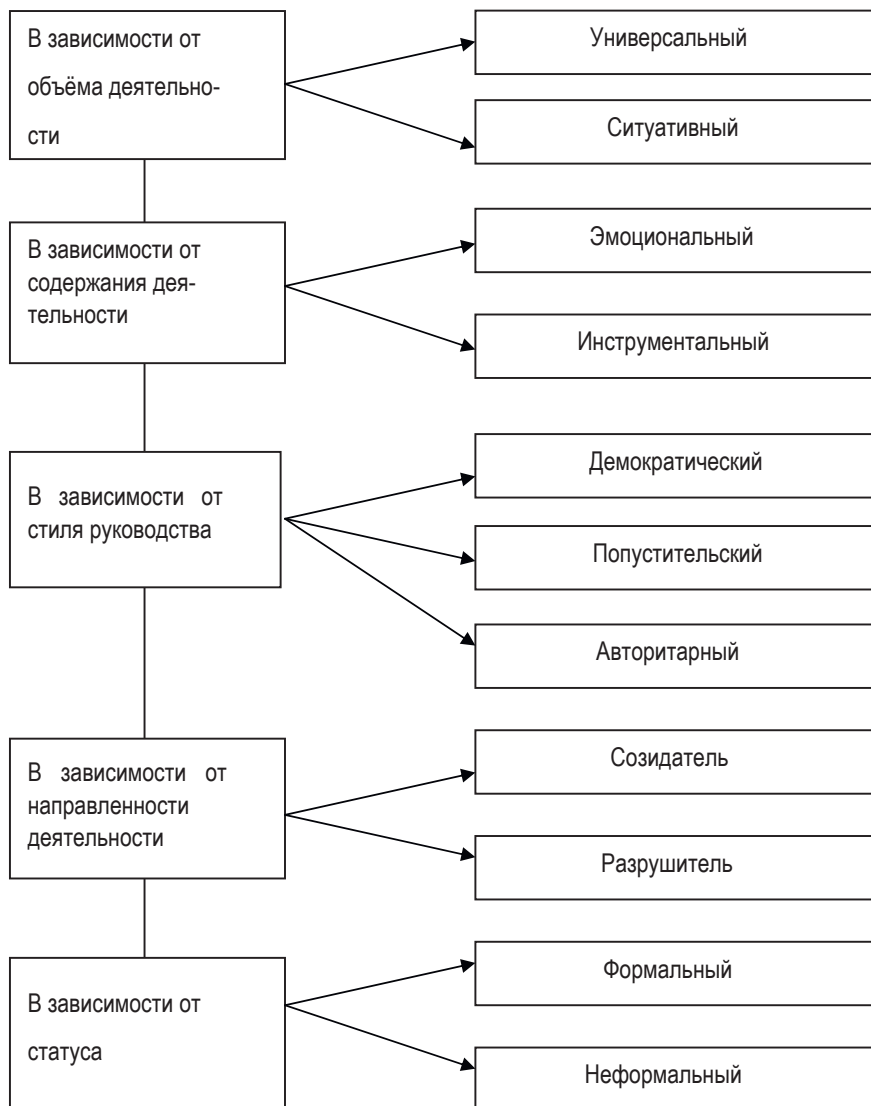 В зависимости от
объёма деятельно-
сти
Универсальный
Ситуативный
В зависимости от
содержания дея-
тельности
Эмоциональный
Инструментальный
В зависимости от
стиля руководства
Демократический
Попустительский
Авторитарный
В зависимости от
направленности
деятельности
Созидатель
Разрушитель
В зависимости от
статуса
Формальный
Неформальный